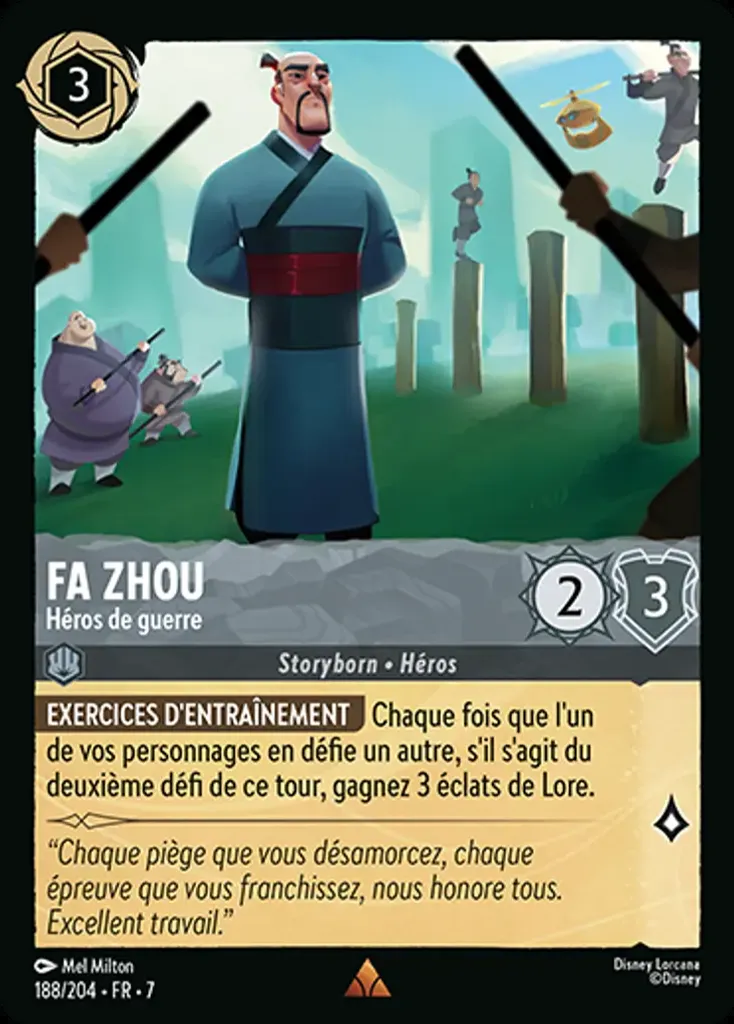 3
FA ZHOU
Héros de guerre
2
3
Storyborn • Héros
EXERCICES D'ENTRAÎNEMENT Chaque fois que l'un
de vos personnages en défie un autre, s'il s'agit du
deuxième défi de ce tour, gagnez 3 éclats de Lore.
“Chaque piège que vous désamorcez, chaque
épreuve que vous franchissez, nous honore tous.
Excellent travail.”
Mel Milton
188/204 • FR • 7
Disney Lorcana
©Disney